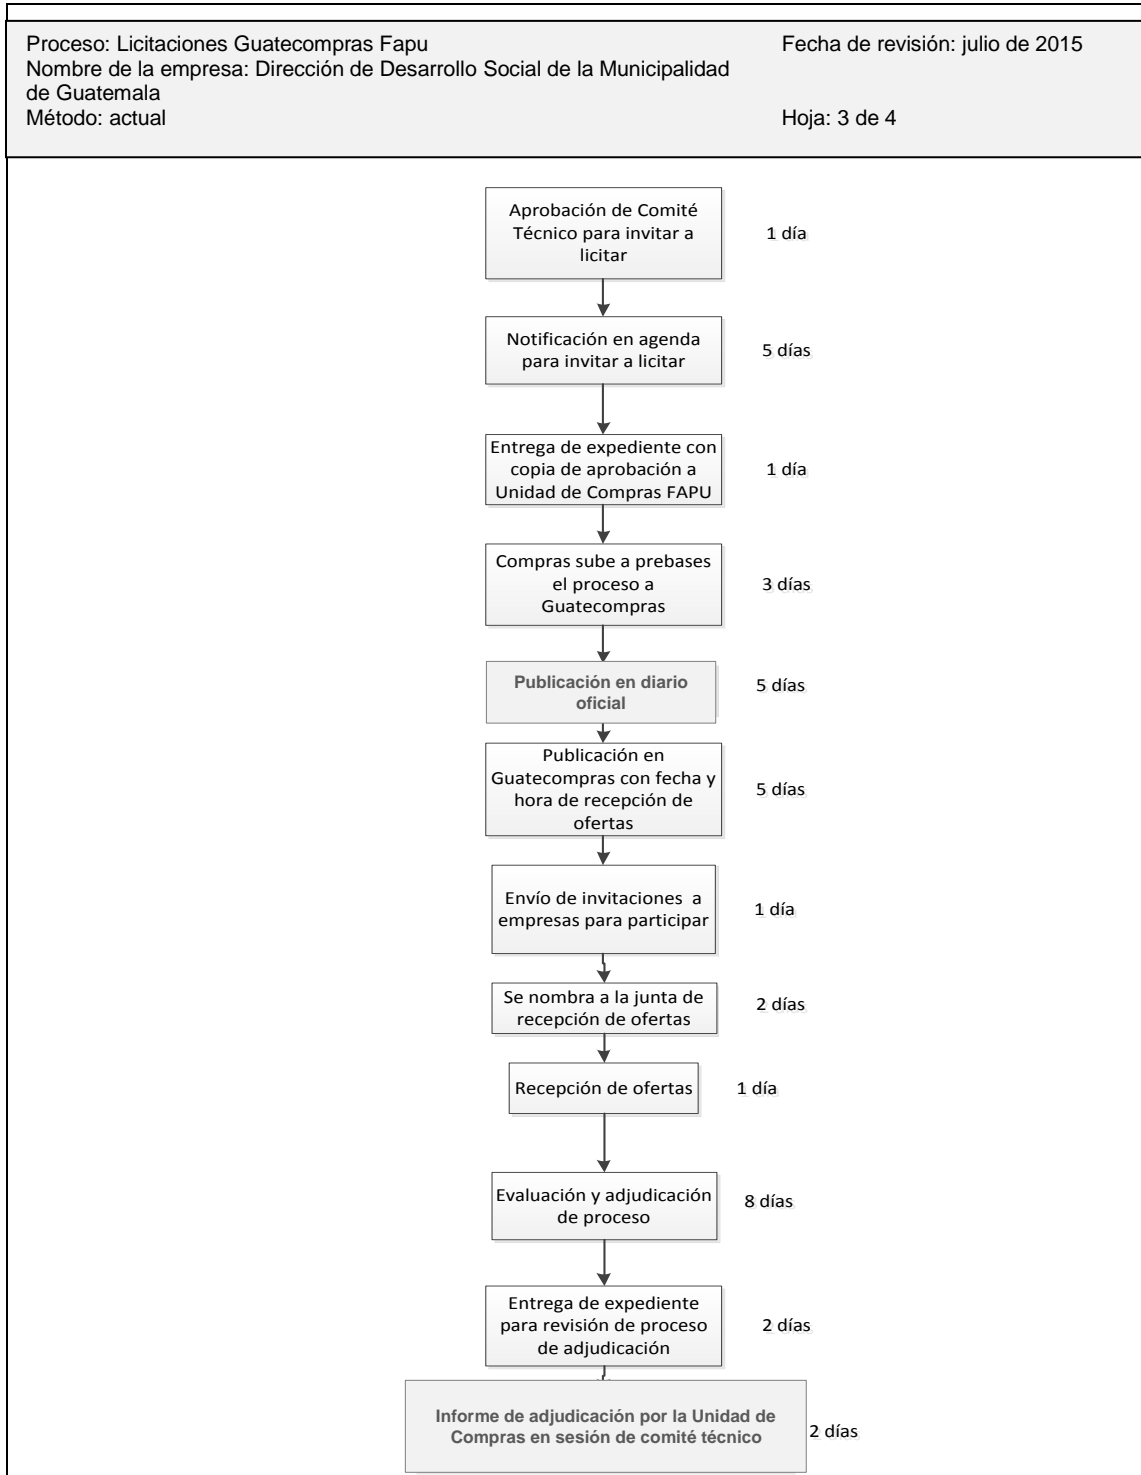 Proceso: Licitaciones Guatecompras Fapu
Fecha de revisión: julio de 2015
Nombre de la empresa: Dirección de Desarrollo Social de la Municipalidad
de Guatemala
Método: actual
Hoja: 3 de 4
Aprobación de Comité
Técnico para invitar a
licitar
1 día
Notificación en agenda
para invitar a licitar
5 días
Entrega de expediente con
copia de aprobación a
Unidad de Compras FAPU
1 día
Compras sube a prebases
el proceso a
Guatecompras
3 días
Publicación en diario
oficial
5 días
Publicación en
Guatecompras con fecha y
hora de recepción de
ofertas
5 días
Envío de invitaciones a
empresas para participar
1 día
Se nombra a la junta de
recepción de ofertas
2 días
Recepción de ofertas
1 día
Evaluación y adjudicación
de proceso
8 días
Entrega de expediente
para revisión de proceso
de adjudicación
2 días
Informe de adjudicación por la Unidad de
Compras en sesión de comité técnico
2 días